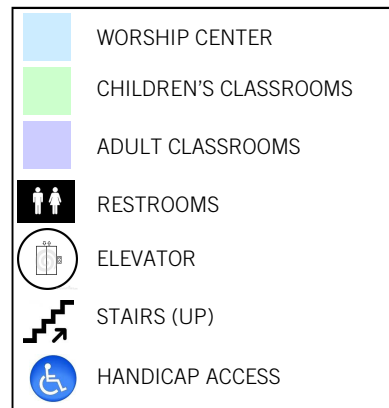 WORSHIP CENTER
CHILDREN'S CLASSROOMS
ADULT CLASSROOMS
RESTROOMS
ELEVATOR
STAIRS (UP)
HANDICAP ACCESS